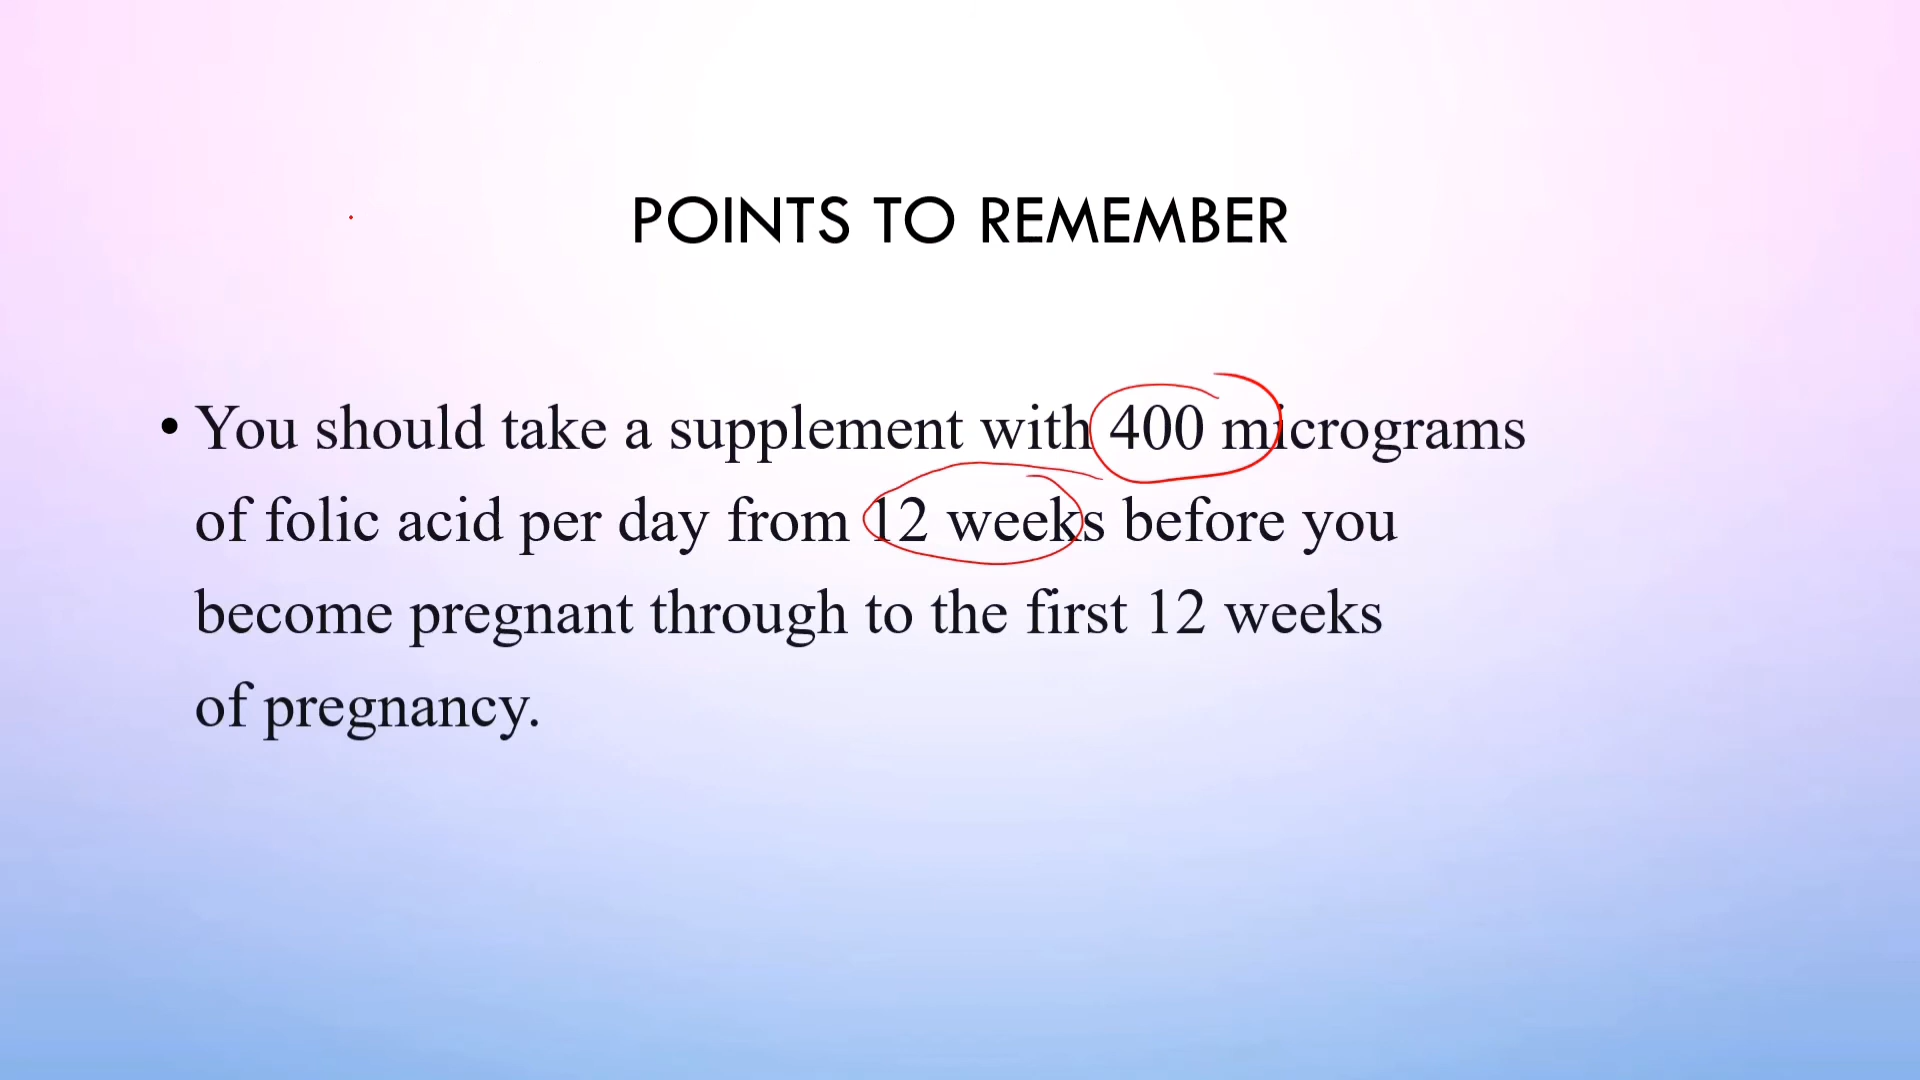 POINTS TO REMEMBER
• You should take a supplement with 400 micrograms
of folic acid per day from 12 weeks before you
become pregnant through to the first 12 weeks
of pregnancy.